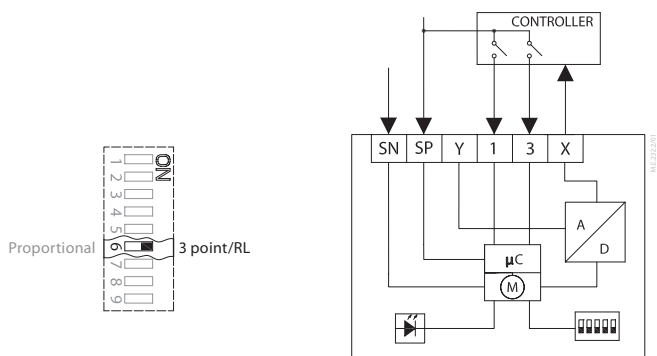 CONTROLLER
SN SP Y 1 3 X
A
D
µC
M
ON
1
2
3
4
5
Proportional 6 3 point/RL
7
8
9